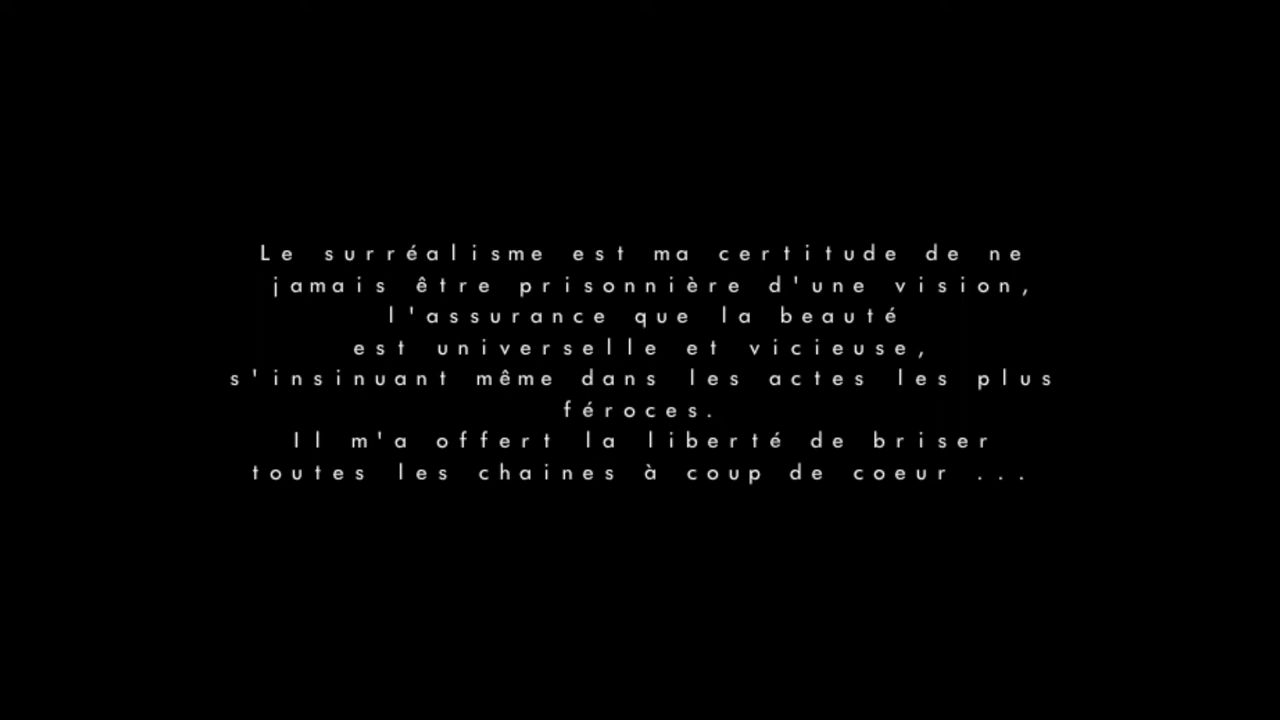 Le surréalisme est ma certitude de ne
jamais être prisonnière d'une vision,
l'assurance que la beauté
est universelle et vicieuse,
s'insinuant même dans les actes les plus
féroces.
Il m'a offert la liberté de briser
toutes les chaines à coup de coeur ...